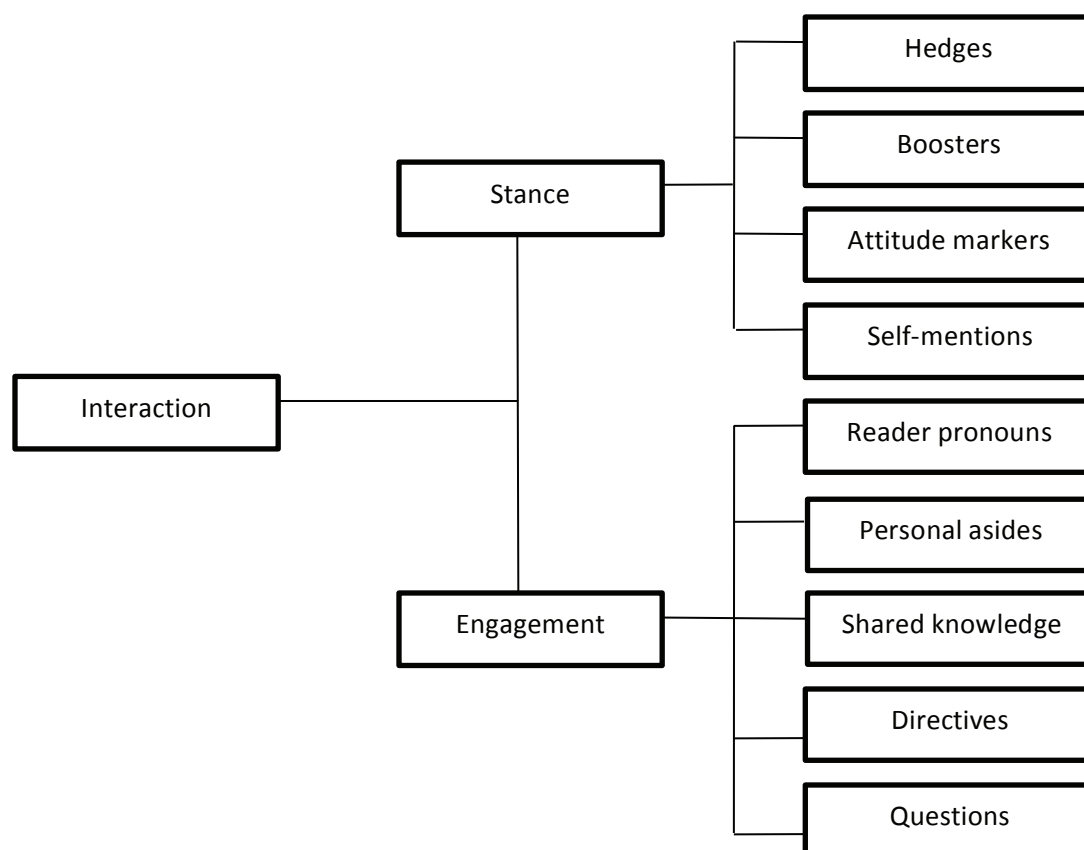 Hedges
Boosters
Stance
Attitude markers
Self-mentions
Interaction
Reader pronouns
Personal asides
Engagement
Shared knowledge
Directives
Questions